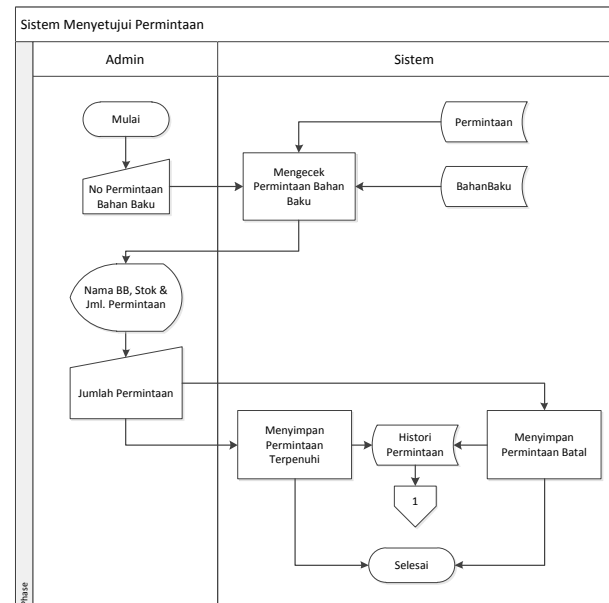 Sistem Menyetujui Permintaan
Admin
Sistem
Mulai
Permintaan
No Permintaan
Bahan Baku
Mengecek
Permintaan Bahan
Baku
BahanBaku
Nama BB, Stok &
Jml. Permintaan
Jumlah Permintaan
Menyimpan
Permintaan
Terpenuhi
Histori
Permintaan
Menyimpan
Permintaan Batal
1
Selesai
Phase